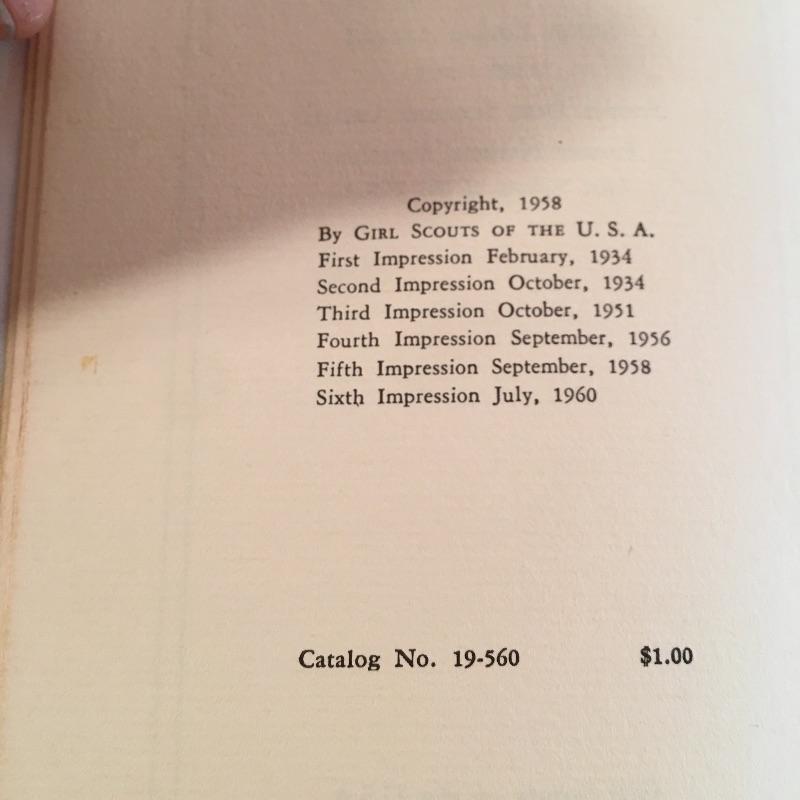 Copyright, 1958
By GIRL SCOUTS OF THE U. S. A.
First Impression February, 1934
Second Impression October, 1934
Third Impression October, 1951
Fourth Impression September, 1956
Fifth Impression September, 1958
Sixth Impression July, 1960
Catalog No. 19-560 $1.00